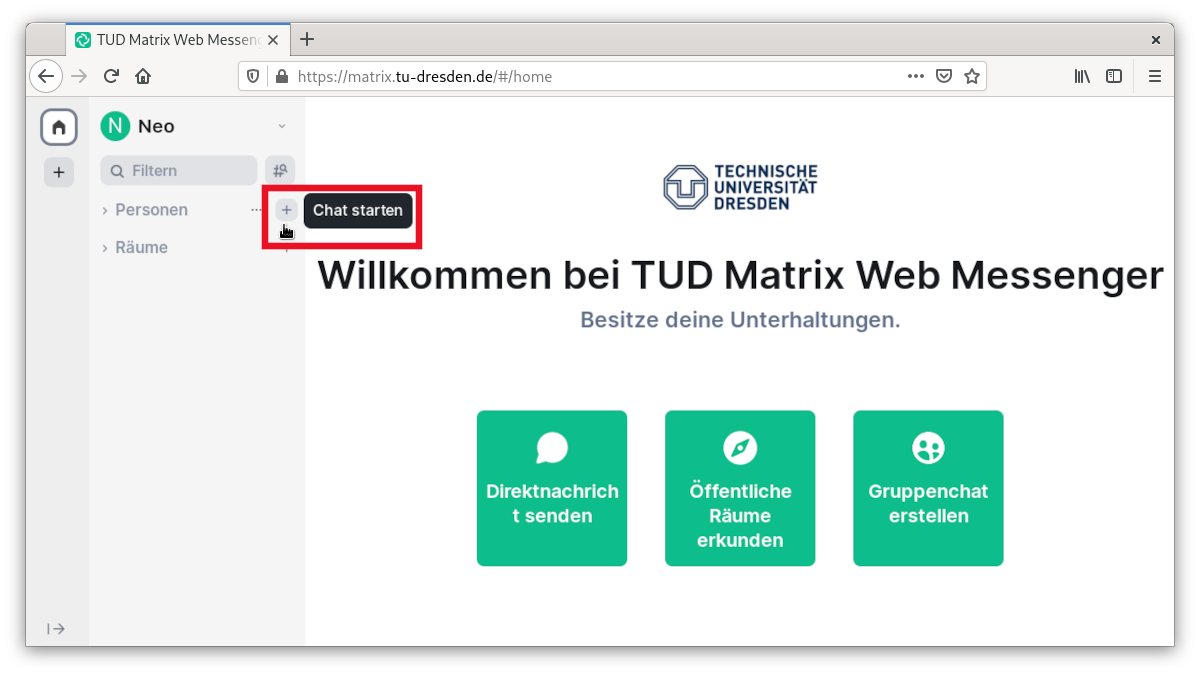 TUD Matrix Web Messeng
https://matrix.tu-dresden.de/#/home
N Neo
Filtern
Personen
Chat starten
Räume
TECHNISCHE
UNIVERSITÄT
DRESDEN
Willkommen bei TUD Matrix Web Messenger
Besitze deine Unterhaltungen.
Direktnachrich
t senden
Öffentliche
Räume
erkunden
Gruppenchat
erstellen